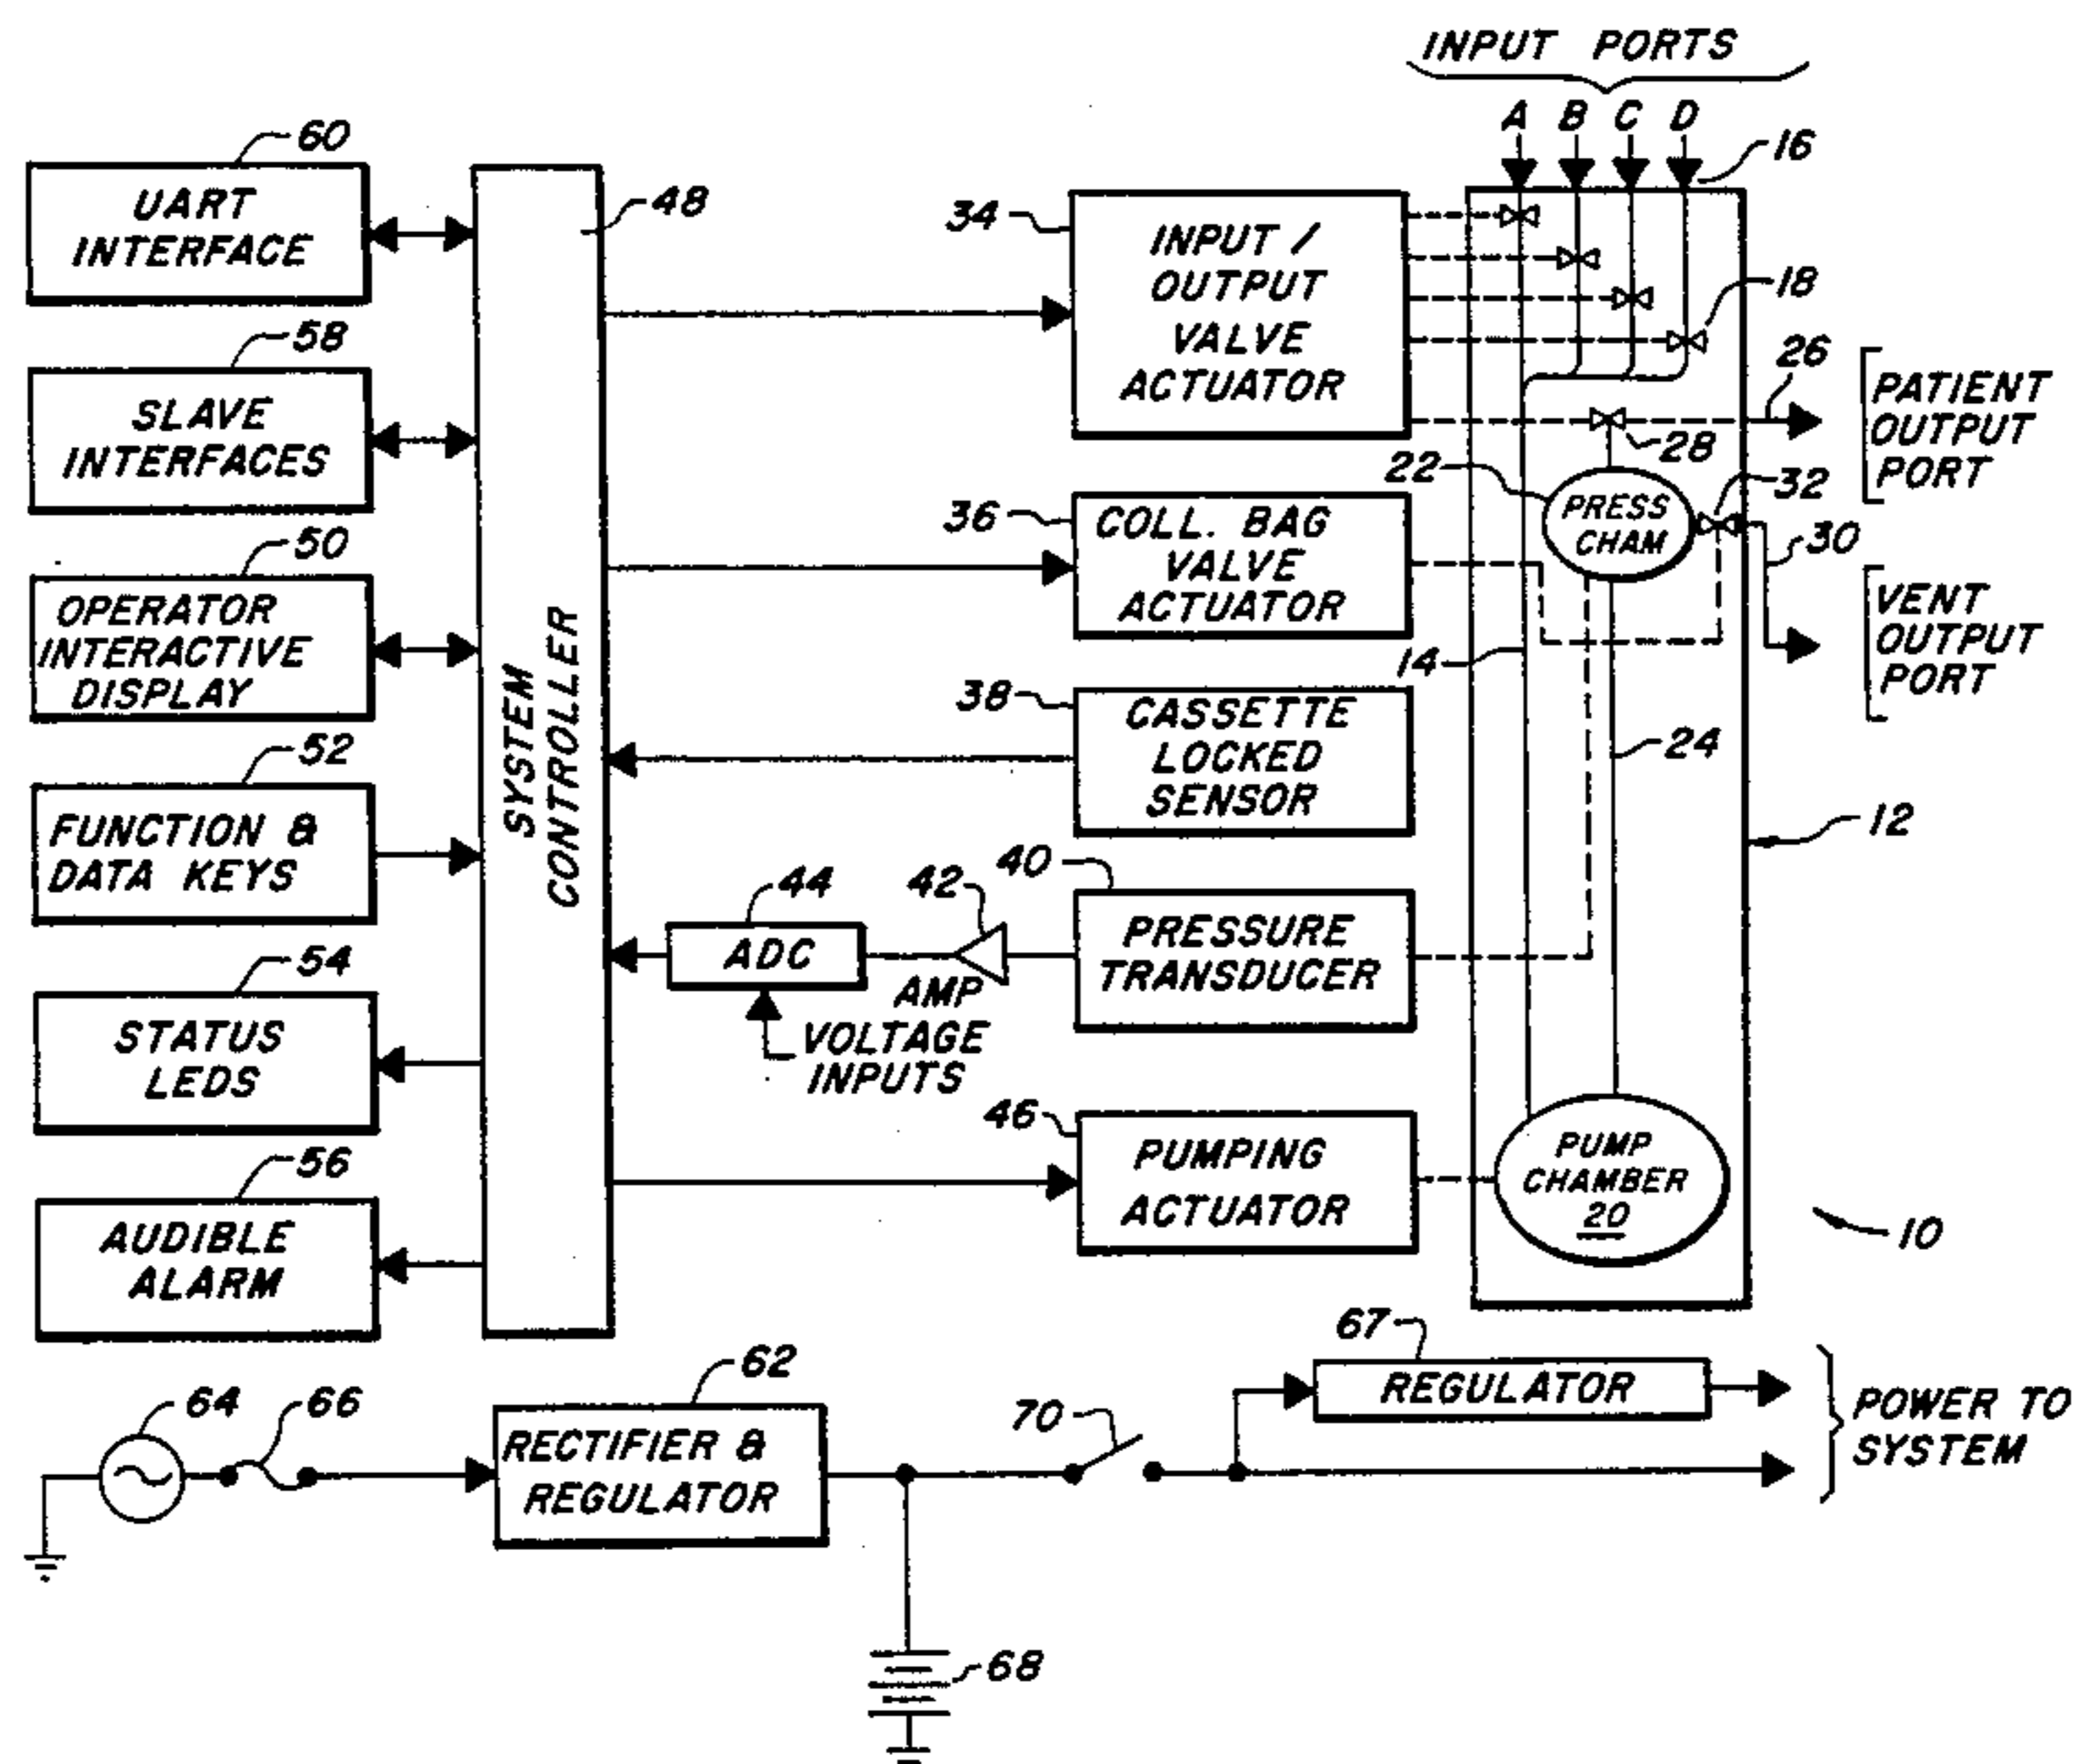 INPUT PORTS
A B C D
16
60
UART
INTERFACE
48
34
INPUT /
OUTPUT
VALVE
ACTUATOR
18
58
SLAVE
INTERFACES
26
PATIENT
OUTPUT
PORT
28
22
PRESS
CHAM
32
30
36
COLL. BAG
VALVE
ACTUATOR
VENT
OUTPUT
PORT
50
OPERATOR
INTERACTIVE
DISPLAY
SYSTEM
CONTROLLER
14
38
CASSETTE
LOCKED
SENSOR
24
12
52
FUNCTION &
DATA KEYS
44
ADC
42
AMP
VOLTAGE
INPUTS
40
PRESSURE
TRANSDUCER
54
STATUS
LEDS
46
PUMPING
ACTUATOR
PUMP
CHAMBER
20
10
56
AUDIBLE
ALARM
64
66
62
RECTIFIER &
REGULATOR
70
67
REGULATOR
POWER TO
SYSTEM
68